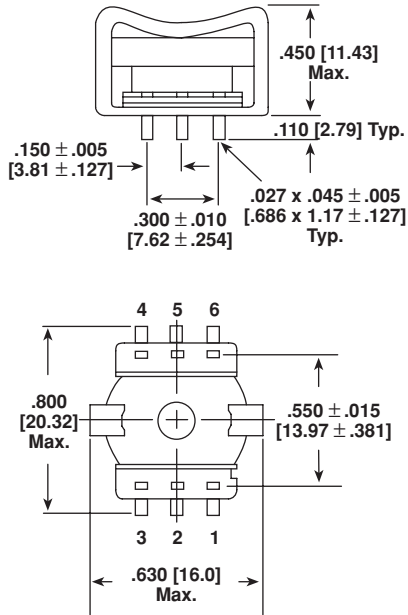 .450 [11.43]
Max.
.110 [2.79] Typ.
.150 ± .005
[3.81 ± .127]
.300 ± .010
[7.62 ± .254]
.027 x .045 ± .005
[.686 x 1.17 ± .127]
Typ.
4 5 6
.800
[20.32]
Max.
.550 ± .015
[13.97 ± .381]
3 2 1
.630 [16.0]
Max.